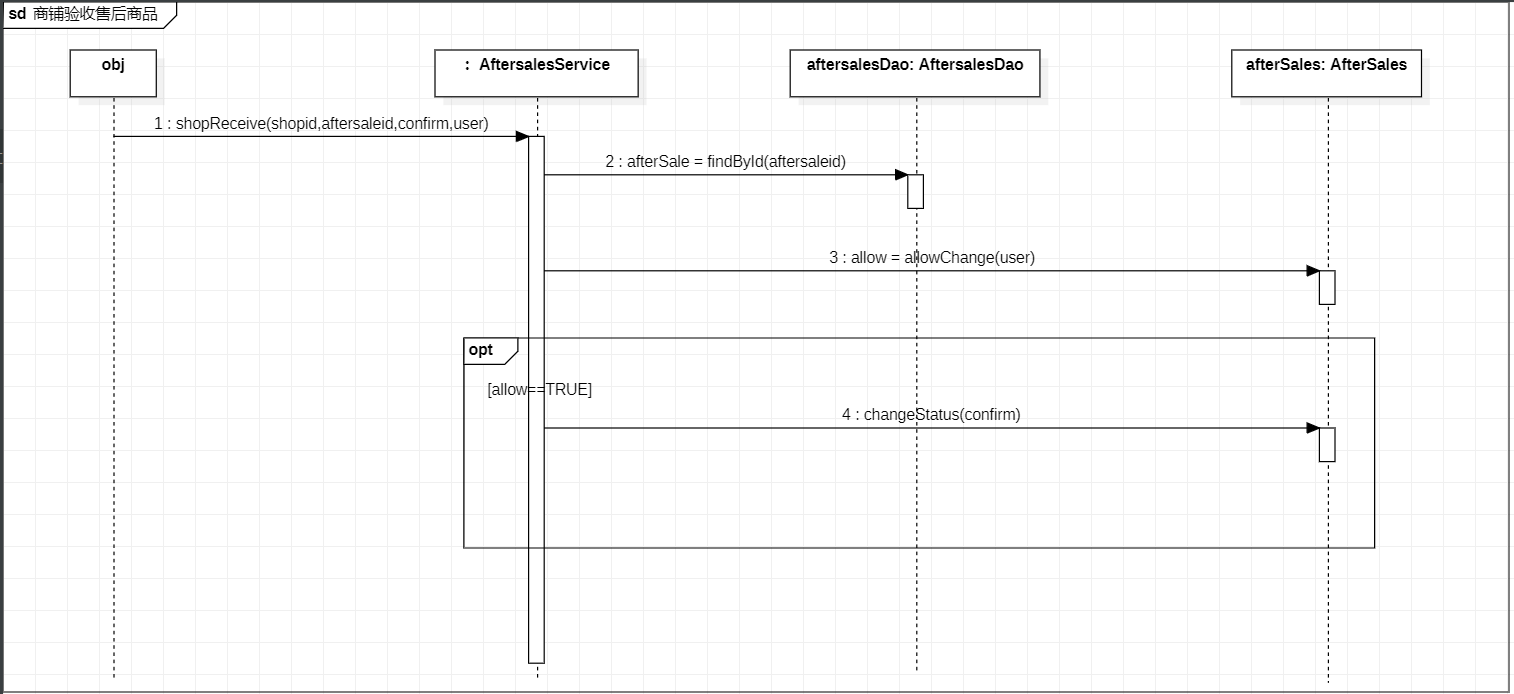 sd 商铺验收售后商品
obj
: AftersalesService
aftersalesDao: AftersalesDao
afterSales: AfterSales
1 : shopReceive(shopid,aftersaleid,confirm,user)
2 : afterSale = findById(aftersaleid)
3 : allow = allowChange(user)
opt
[allow==TRUE]
4 : changeStatus(confirm)